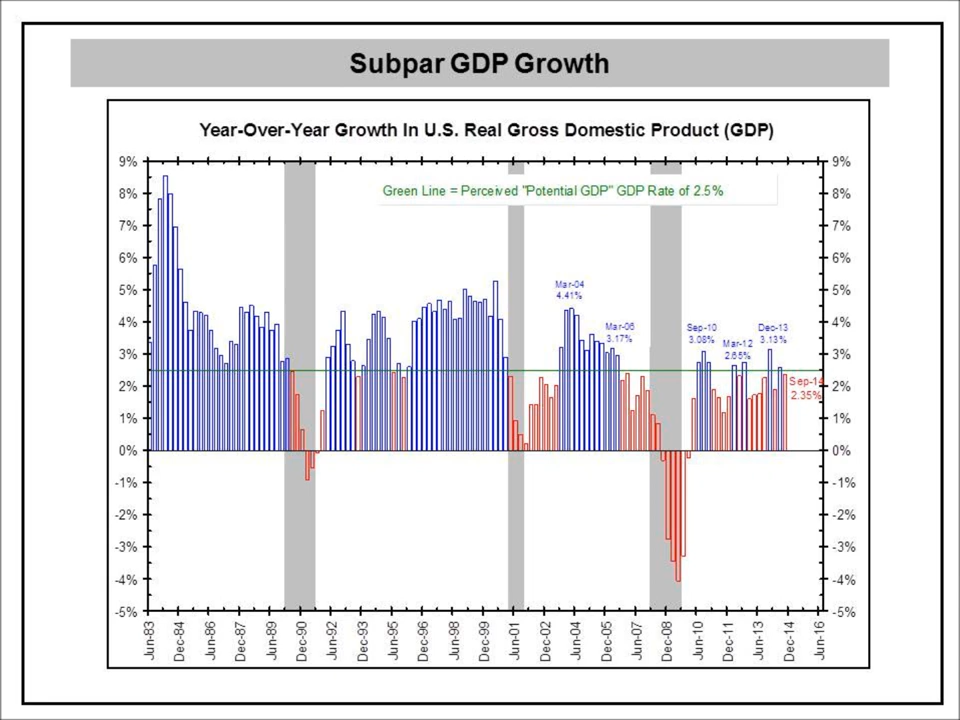 Subpar GDP Growth
Year-Over-Year Growth In U.S. Real Gross Domestic Product (GDP)
Green Line = Perceived "Potential GDP" GDP Rate of 2.5%
9%
8%
7%
6%
5%
4%
3%
2%
1%
0%
-1%
-2%
-3%
-4%
-5%
Mar-04
4.41%
Mar-06
3.17%
Sep-10
3.08%
Mar-12
2.65%
Dec-13
3.13%
Sep-14
2.35%
9%
8%
7%
6%
5%
4%
3%
2%
1%
0%
-1%
-2%
-3%
-4%
-5%
Jun-83
Dec-84
Jun-86
Dec-87
Jun-89
Dec-90
Jun-92
Dec-93
Jun-95
Dec-96
Jun-98
Dec-99
Jun-01
Dec-02
Jun-04
Dec-05
Jun-07
Dec-08
Jun-10
Dec-11
Jun-13
Dec-14
Jun-16